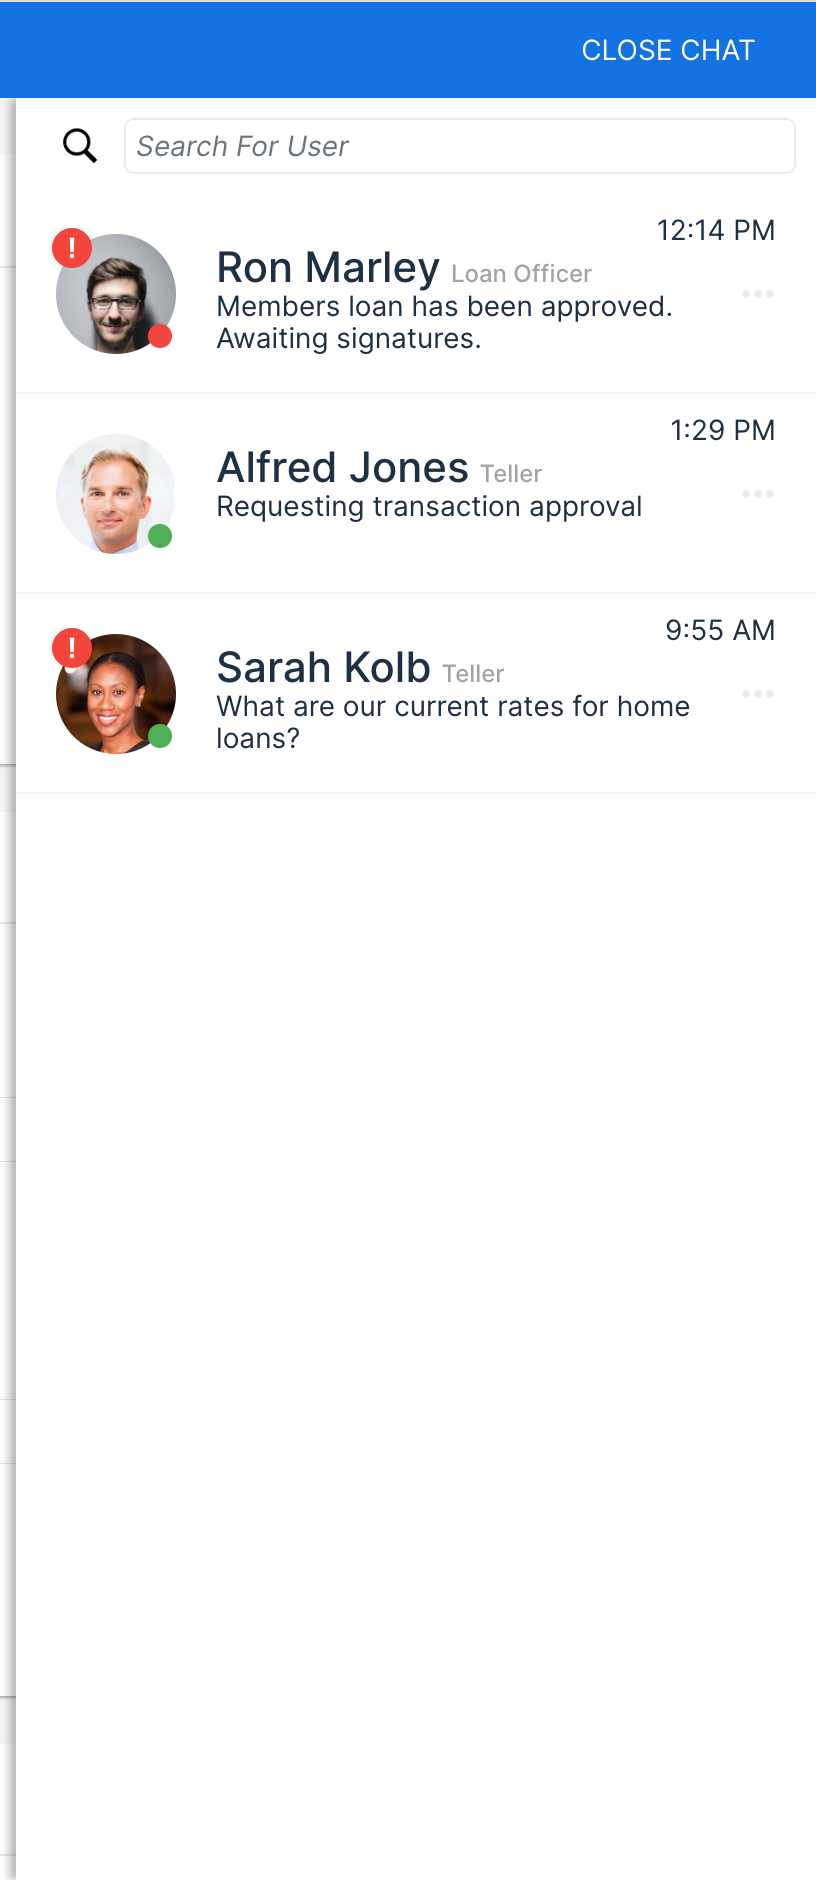 CLOSE CHAT
Search For User
12:14 PM
!
Ron Marley Loan Officer
Members loan has been approved.
Awaiting signatures.
1:29 PM
Alfred Jones Teller
Requesting transaction approval
9:55 AM
!
Sarah Kolb Teller
What are our current rates for home
loans?